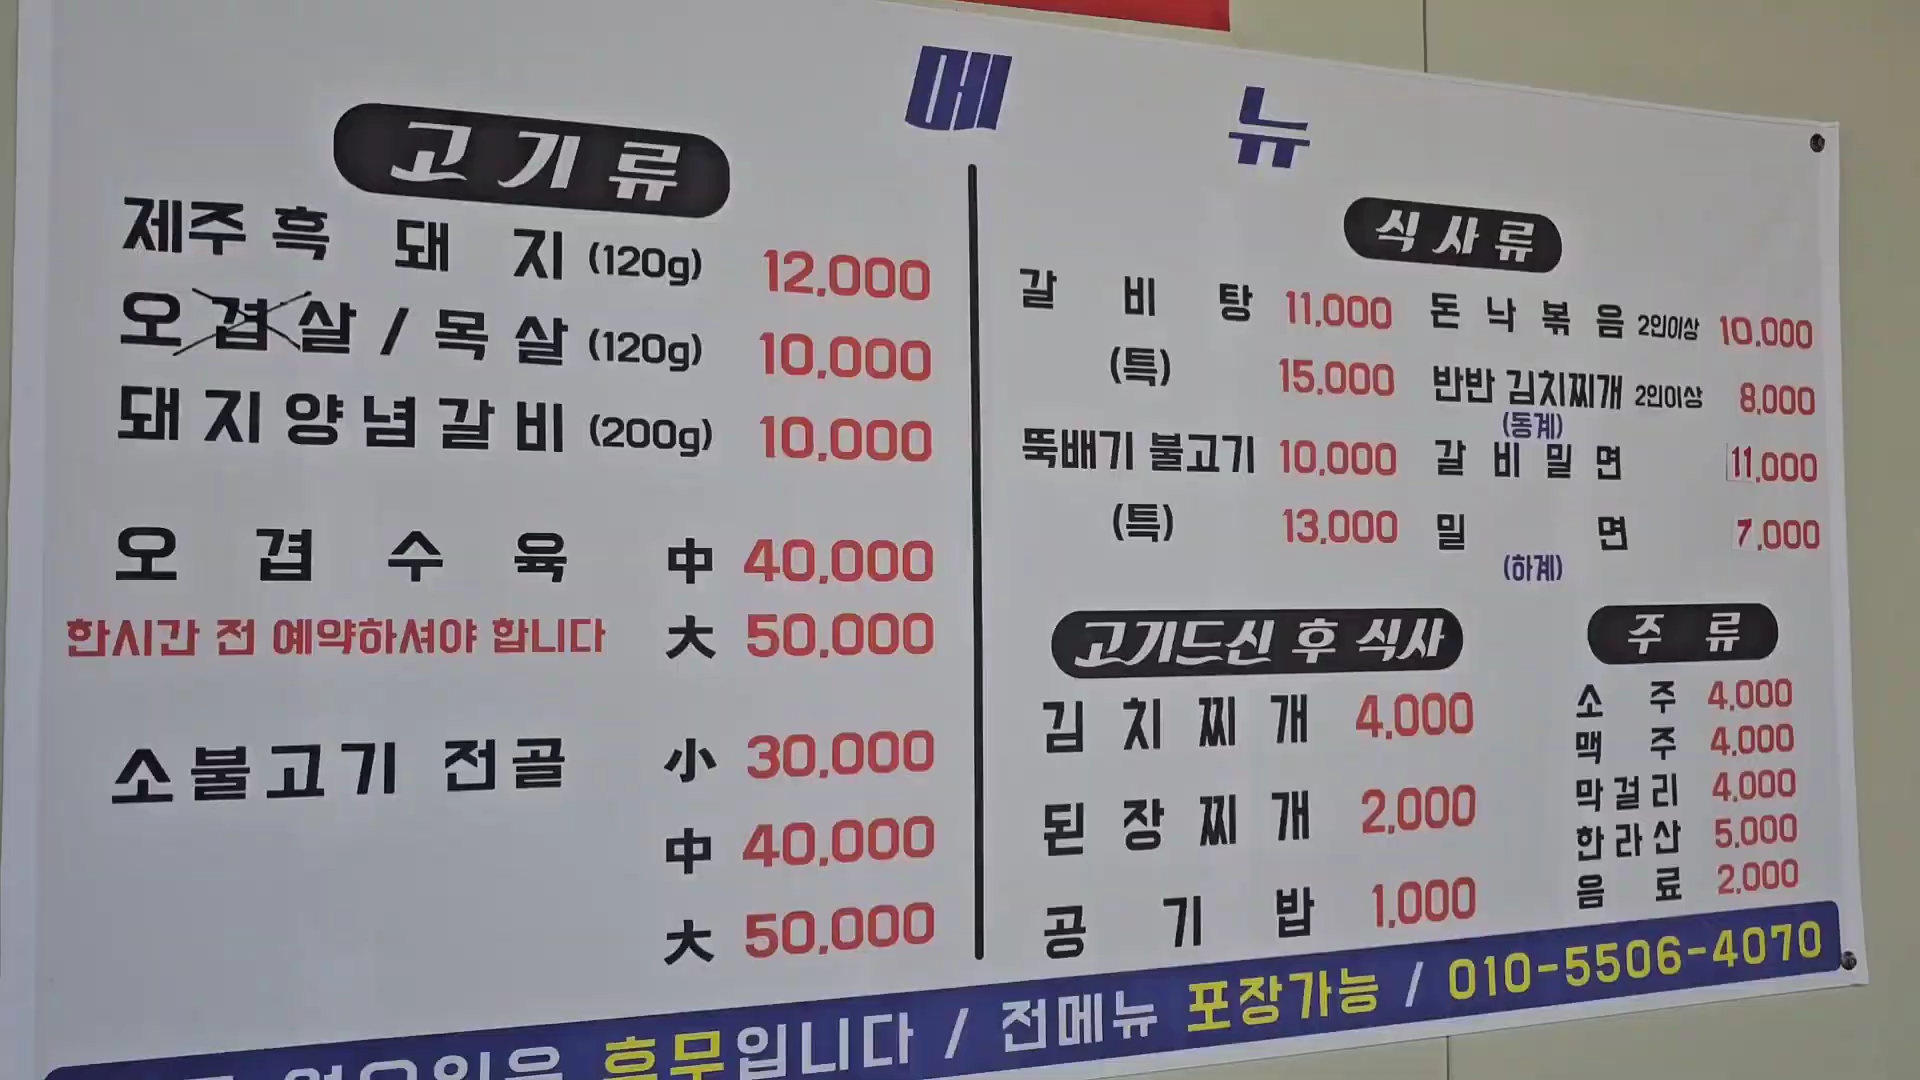 메 뉴
고기류
제주흑돼지 (120g) 12,000
오겹살/목살 (120g) 10,000
돼지양념갈비 (200g) 10,000
오겹수육 中 40,000
한시간 전 예약하셔야 합니다 大 50,000
소불고기 전골 小 30,000
中 40,000
大 50,000
식사류
갈비탕 11,000
(특) 15,000
뚝배기 불고기 10,000
(특) 13,000
돈낙볶음 2인이상 10,000
반반 김치찌개 2인이상 8,000
(동계)
갈비밀면 11,000
밀면 7,000
(하계)
고기드신 후 식사
김치찌개 4,000
된장찌개 2,000
공기밥 1,000
주류
소주 4,000
맥주 4,000
막걸리 4,000
한라산 5,000
음료 2,000
월요일은 휴무입니다 / 전메뉴 포장가능 / 010-5506-4070